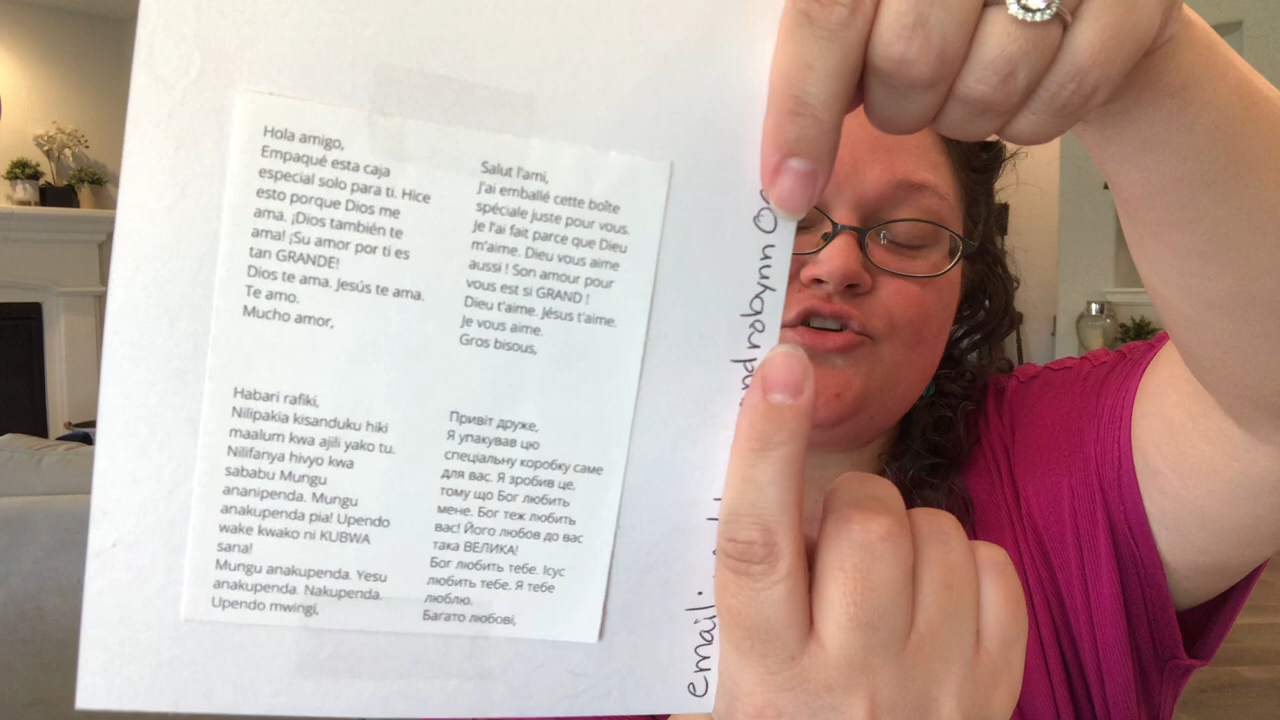 Hola amigo,
Empaqué esta caja
especial solo para ti. Hice
esto porque Dios me
ama. ¡Dios también te
ama! ¡Su amor por ti es
tan GRANDE!
Dios te ama. Jesús te ama.
Te amo.
Mucho amor,
Salut l'ami,
J'ai emballé cette boîte
spéciale juste pour vous.
Je l'ai fait parce que Dieu
m'aime. Dieu vous aime
aussi ! Son amour pour
vous est si GRAND !
Dieu t'aime. Jésus t'aime.
Je vous aime.
Gros bisous,
Habari rafiki,
Nilipakia kisanduku hiki
maalum kwa ajili yako tu.
Nilifanya hivyo kwa
sababu Mungu
ananipenda. Mungu
anakupenda pia! Upendo
wake kwako ni KUBWA
sana!
Mungu anakupenda. Yesu
anakupenda. Nakupenda.
Upendo mwingi,
Привіт друже,
Я упакував цю
спеціальну коробку саме
для вас. Я зробив це,
тому що Бог любить
мене. Бог теж любить
вас! Його любов до вас
така ВЕЛИКА!
Бог любить тебе. Ісус
любить тебе. Я тебе
люблю.
Багато любові,
email: